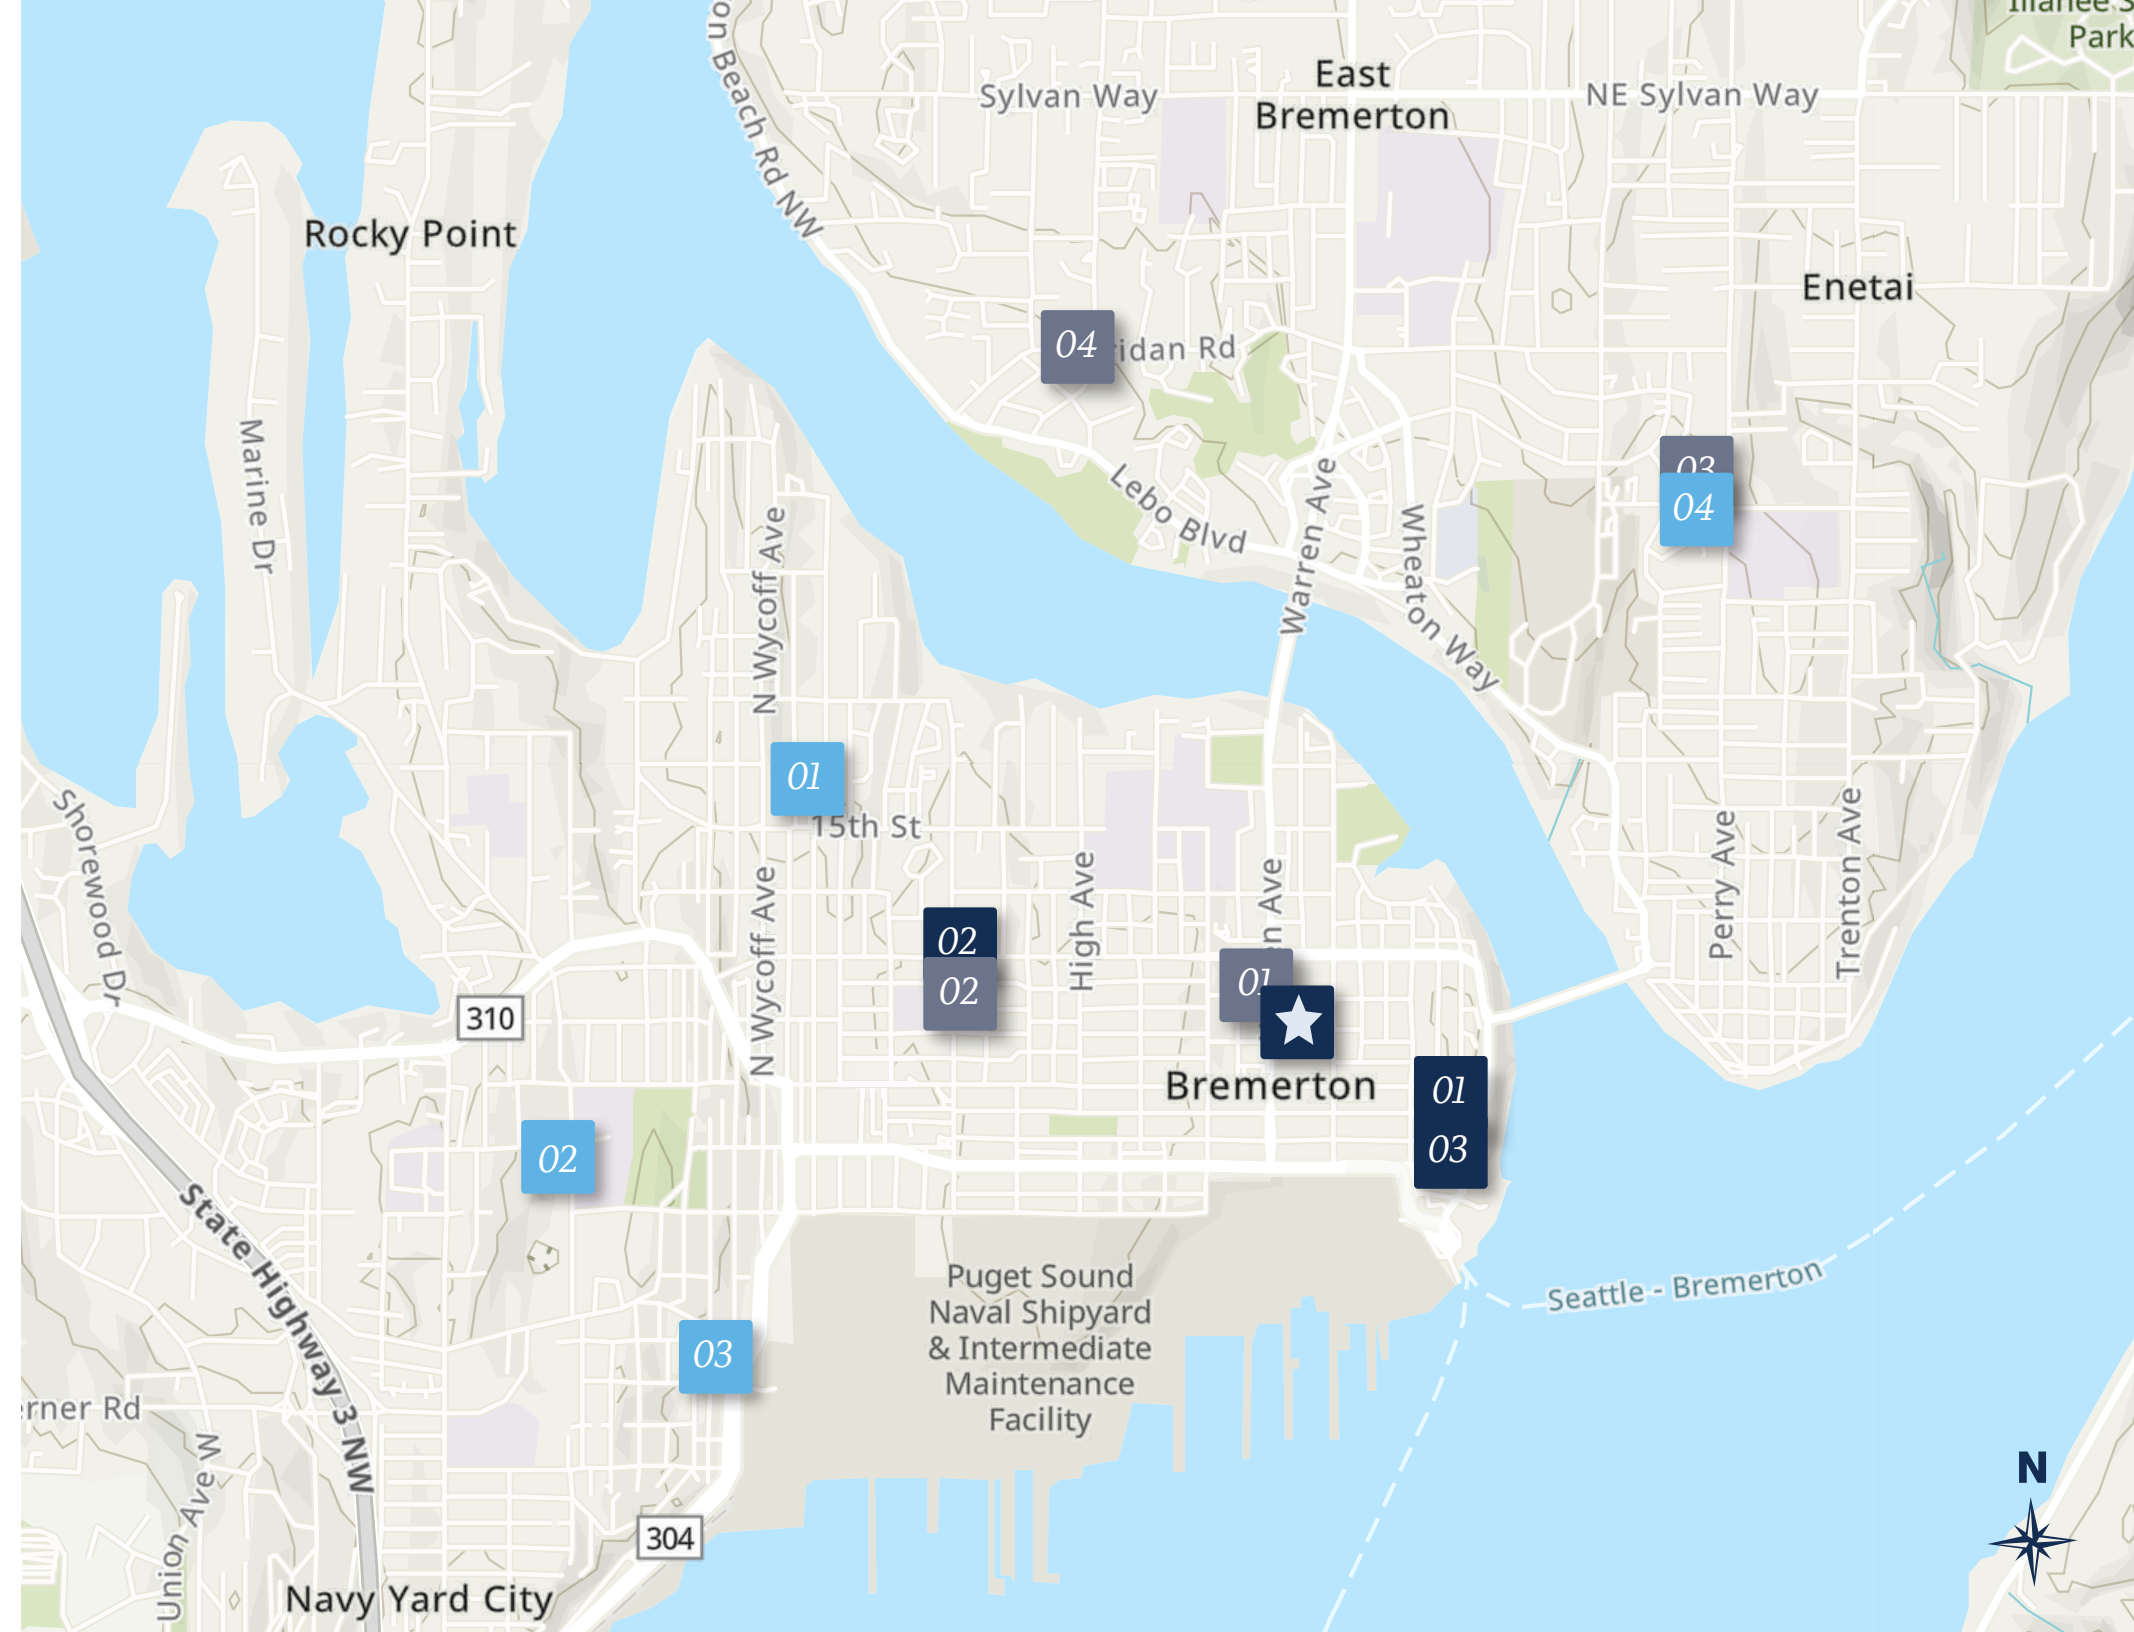 Park
East
Bremerton
Sylvan Way
NE Sylvan Way
on Beach Rd NW
Rocky Point
Enetai
04
ridan Rd
03
04
Marine Dr
Lebo Blvd
Warren Ave
Wheaton Way
N Wycoff Ave
01
15th St
Shorewood Dr
N Wycoff Ave
High Ave
Perry Ave
Trenton Ave
02
02
01
n Ave
310
Bremerton
01
03
02
State Highway 3 NW
Puget Sound
Naval Shipyard
& Intermediate
Maintenance
Facility
Seattle - Bremerton
03
erner Rd
Union Ave W
N
304
Navy Yard City